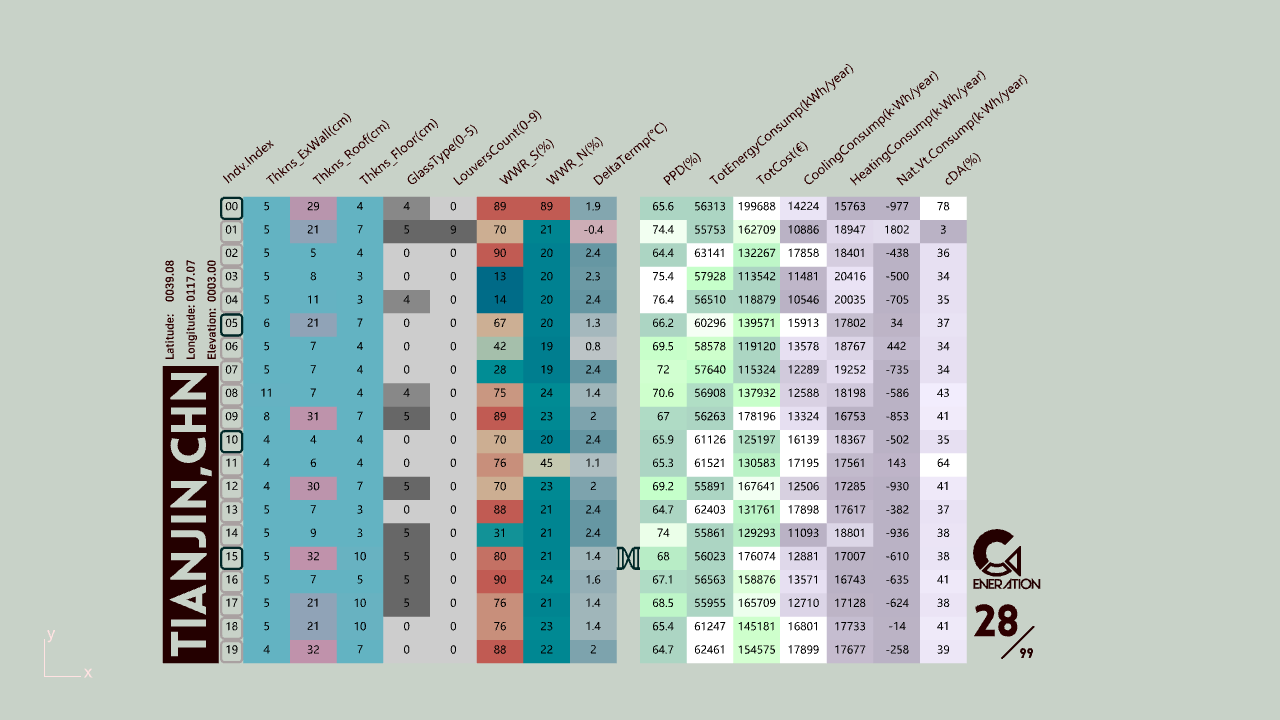 Indv.Index Thkns_ExWall(cm) Thkns_Roof(cm) Thkns_Floor(cm) GlassType(0-5) LouversCount(0-9) WWR_S(%) WWR_N(%) DeltaTermp(°C) PPD(%) TotEnergyConsump(kWh/year) TotCost(€) CoolingConsump(k·Wh/year) HeatingConsump(k·Wh/year) Nat.Vt.Consump(k·Wh/year) cDA(%)
00 5 29 4 4 0 89 89 1.9 65.6 56313 199688 14224 15763 -977 78
01 5 21 7 5 9 70 21 -0.4 74.4 55753 162709 10886 18947 1802 3
02 5 5 4 0 0 90 20 2.4 64.4 63141 132267 17858 18401 -438 36
03 5 8 3 0 0 13 20 2.3 75.4 57928 113542 11481 20416 -500 34
04 5 11 3 4 0 14 20 2.4 76.4 56510 118879 10546 20035 -705 35
05 6 21 7 0 0 67 20 1.3 66.2 60296 139571 15913 17802 34 37
06 5 7 4 0 0 42 19 0.8 69.5 58578 119120 13578 18767 442 34
07 5 7 4 0 0 28 19 2.4 72 57640 115324 12289 19252 -735 34
08 11 7 4 4 0 75 24 1.4 70.6 56908 137932 12588 18198 -586 43
09 8 31 7 5 0 89 23 2 67 56263 178196 13324 16753 -853 41
10 4 4 4 0 0 70 20 2.4 65.9 61126 125197 16139 18367 -502 35
11 4 6 4 0 0 76 45 1.1 65.3 61521 130583 17195 17561 143 64
12 4 30 7 5 0 70 23 2 69.2 55891 167641 12506 17285 -930 41
13 5 7 3 0 0 88 21 2.4 64.7 62403 131761 17898 17617 -382 37
14 5 9 3 5 0 31 21 2.4 74 55861 129293 11093 18801 -936 38
15 5 32 10 5 0 80 21 1.4 68 56023 176074 12881 17007 -610 38
16 5 7 5 5 0 90 24 1.6 67.1 56563 158876 13571 16743 -635 41
17 5 21 10 5 0 76 21 1.4 68.5 55955 165709 12710 17128 -624 38
18 5 21 10 0 0 76 23 1.4 65.4 61247 145181 16801 17733 -14 41
19 4 32 7 0 0 88 22 2 64.7 62461 154575 17899 17677 -258 39
TIANJIN,CHN
Latitude: 0039.08
Longitude: 0117.07
Elevation: 0003.00
ENERATION
28/99
y
x